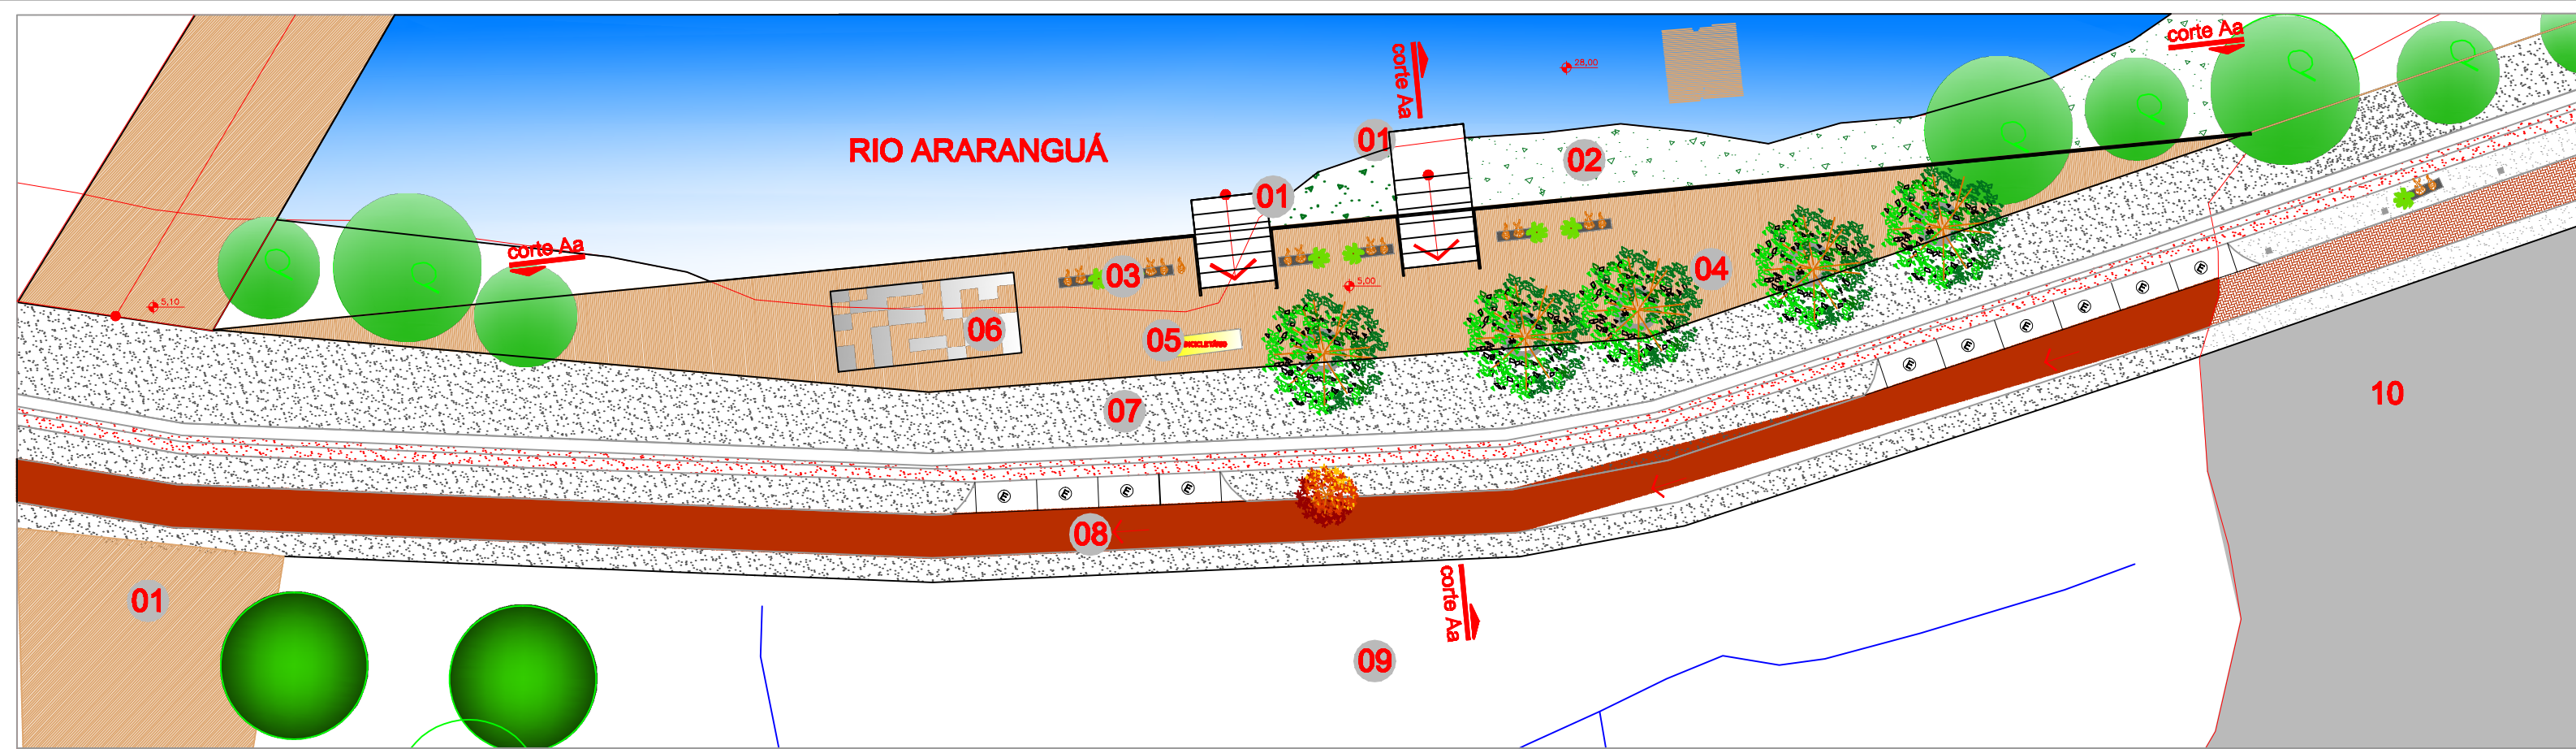 corte Aa
corte Aa
28,00
RIO ARARANGUÁ
01
02
01
corte Aa
03
04
5,00
5,10
06
05
BICICLETÁRIO
E
E
E
E
E
E
10
07
E
E
E
E
08
01
corte Aa
09